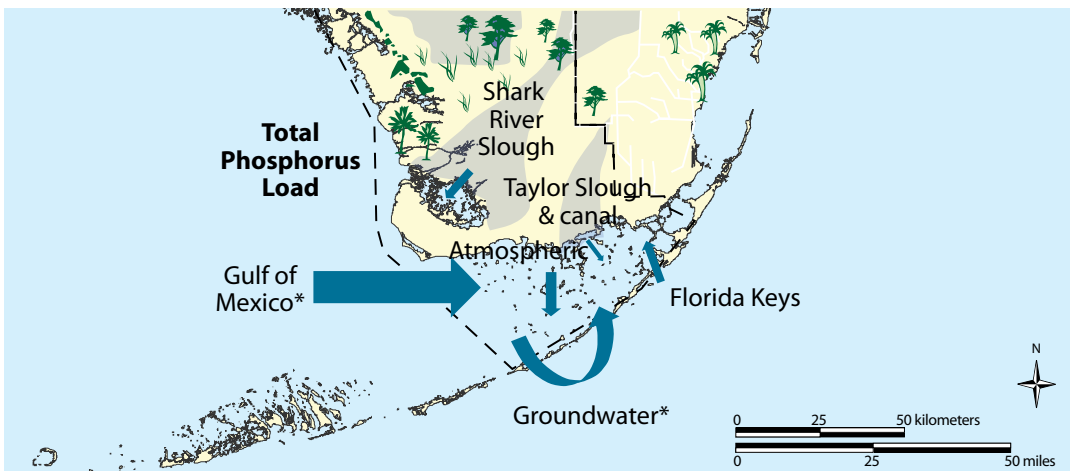 Shark
River
Slough
Total
Phosphorus
Load
Taylor Slough
& canal
Atmospheric
Gulf of
Mexico*
Florida Keys
Groundwater*
N
0 25 50 kilometers
0 25 50 miles